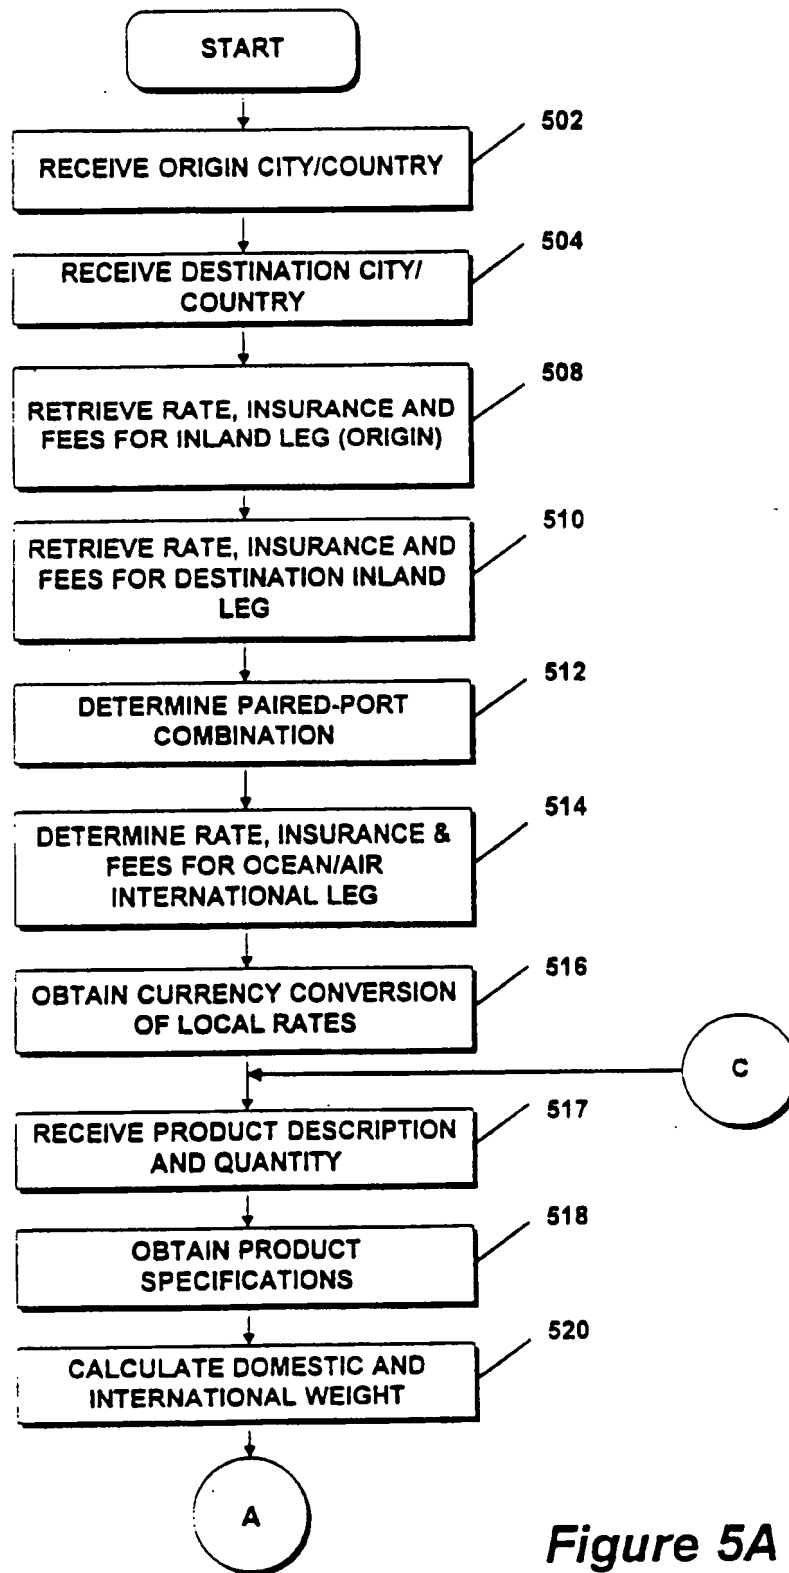 START
502
RECEIVE ORIGIN CITY/COUNTRY
504
RECEIVE DESTINATION CITY/
COUNTRY
508
RETRIEVE RATE, INSURANCE AND
FEES FOR INLAND LEG (ORIGIN)
510
RETRIEVE RATE, INSURANCE AND
FEES FOR DESTINATION INLAND
LEG
512
DETERMINE PAIRED-PORT
COMBINATION
514
DETERMINE RATE, INSURANCE &
FEES FOR OCEAN/AIR
INTERNATIONAL LEG
516
OBTAIN CURRENCY CONVERSION
OF LOCAL RATES
C
517
RECEIVE PRODUCT DESCRIPTION
AND QUANTITY
518
OBTAIN PRODUCT
SPECIFICATIONS
520
CALCULATE DOMESTIC AND
INTERNATIONAL WEIGHT
A
Figure 5A